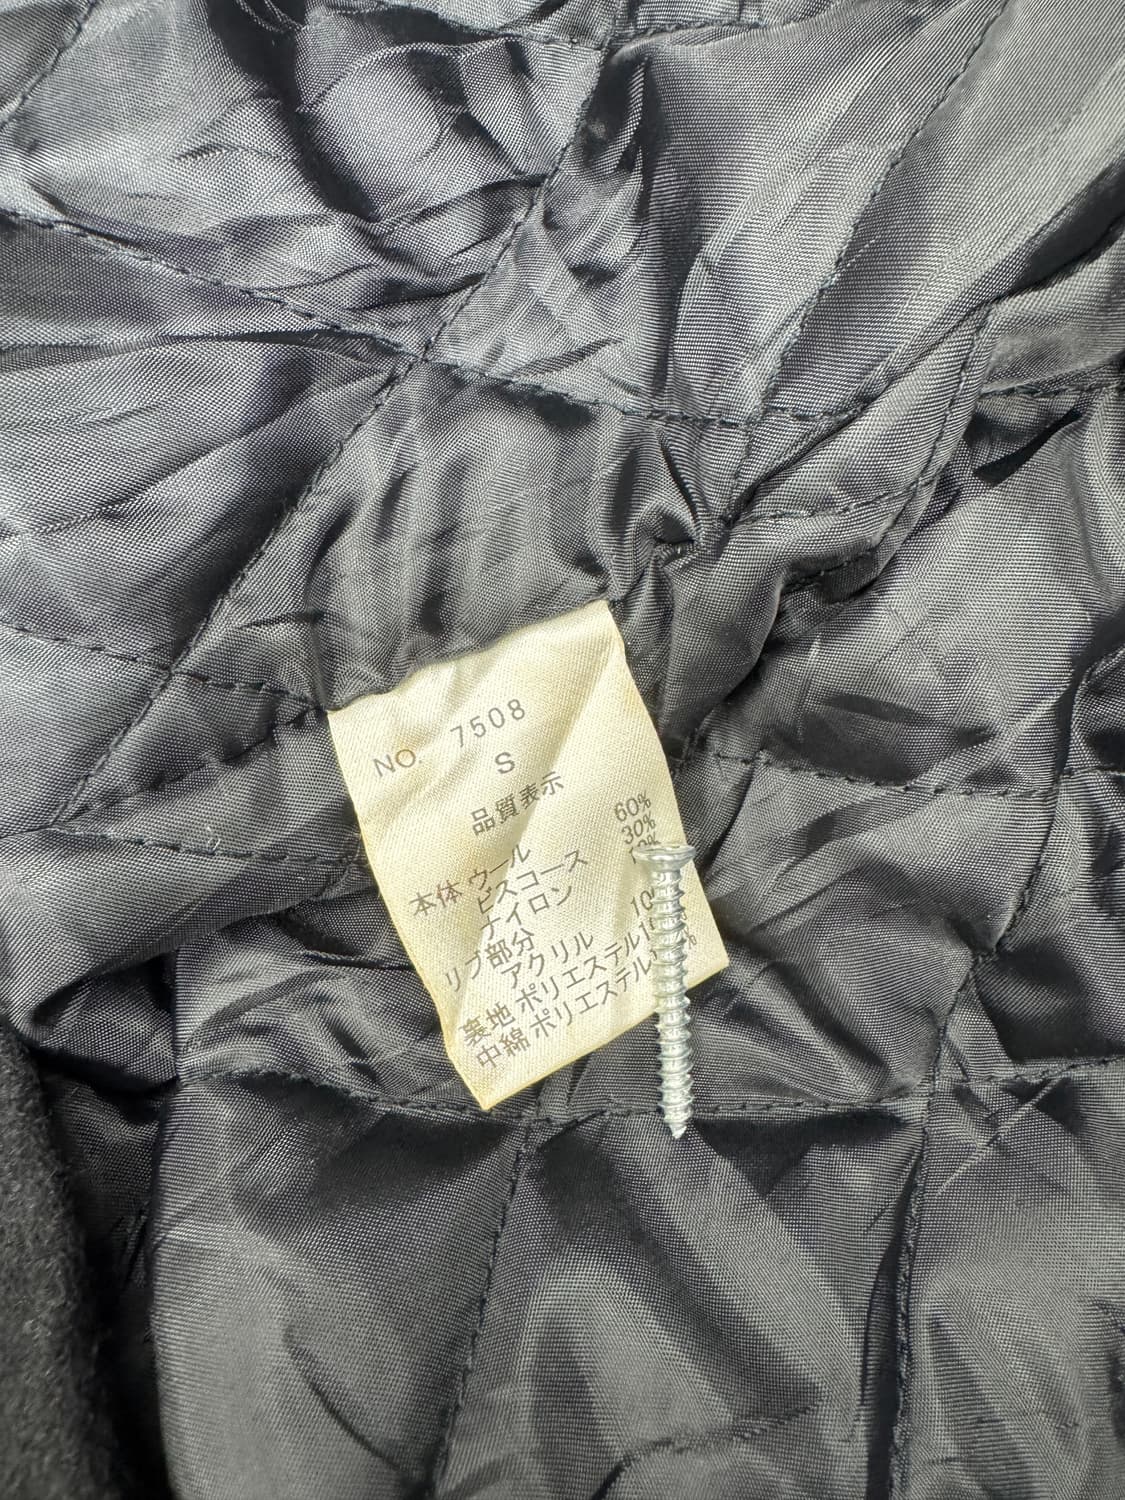 NO. 7508
S
品質表示
本体 ウール 60%
ビスコース 30%
ナイロン
リブ部分
アクリル
裏地 ポリエステル
中綿 ポリエステル